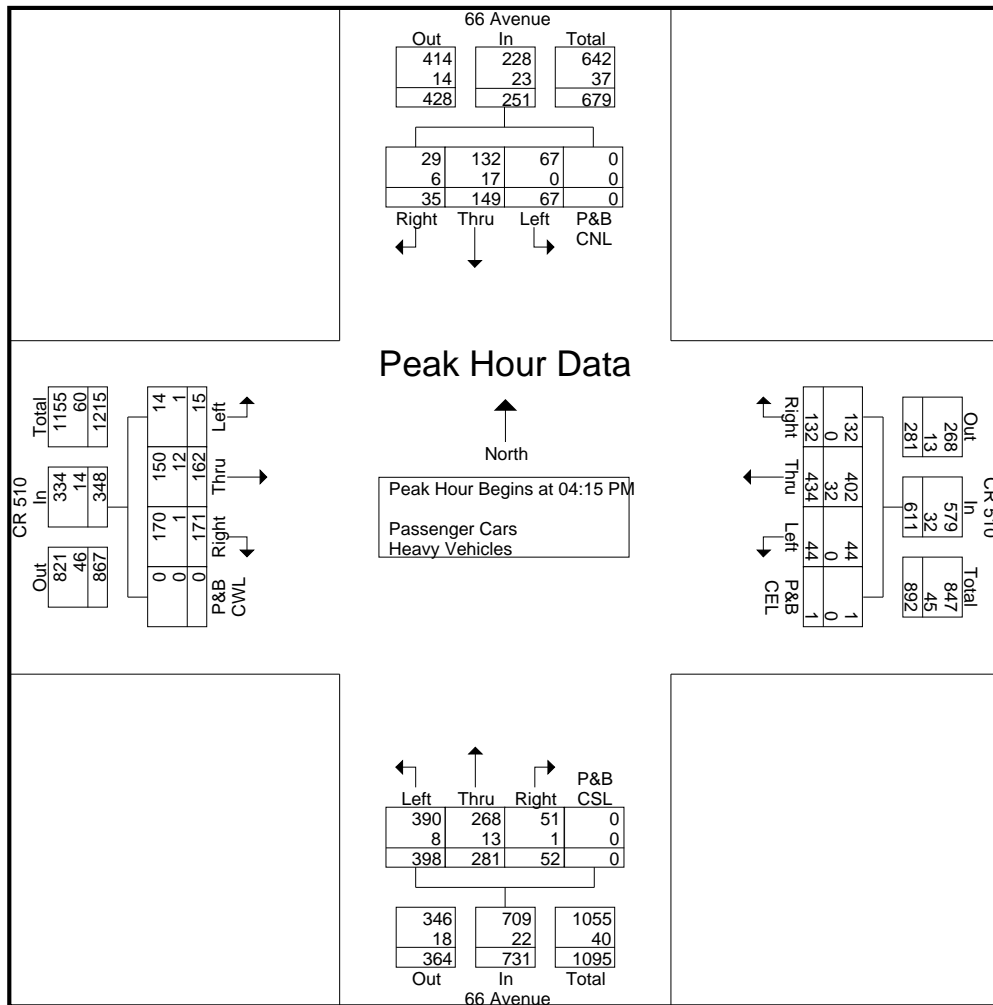 66 Avenue
Out In Total
414 228 642
14 23 37
428 251 679
29 132 67 0
6 17 0 0
35 149 67 0
Right Thru Left P&B
CNL
Peak Hour Data
North
Peak Hour Begins at 04:15 PM
Passenger Cars
Heavy Vehicles
CR 510
Out In Total
821 334 1155
46 14 60
867 348 1215
14 150 170 0
1 12 1 0
15 162 171 0
Left Thru Right P&B
CWL
CR 510
Out In Total
268 579 847
13 32 45
281 611 892
132 402 44 1
0 32 0 0
132 434 44 1
Right Thru Left P&B
CEL
P&B
CSL
Left Thru Right
390 268 51 0
8 13 1 0
398 281 52 0
346 709 1055
18 22 40
364 731 1095
Out In Total
66 Avenue